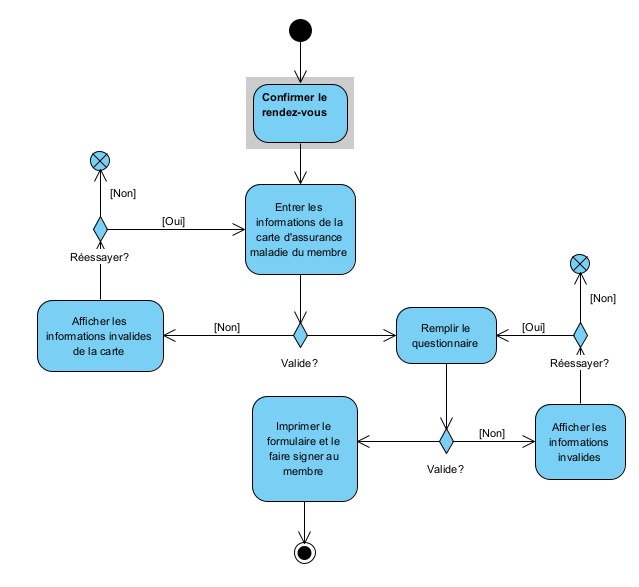 Confirmer le
rendez-vous
[Non]
[Oui]
Réessayer?
Entrer les
informations de la
carte d'assurance
maladie du membre
Afficher les
informations invalides
de la carte
[Non]
Valide?
Remplir le
questionnaire
[Oui]
[Non]
Réessayer?
Imprimer le
formulaire et le
faire signer au
membre
Valide?
[Non]
Afficher les
informations
invalides